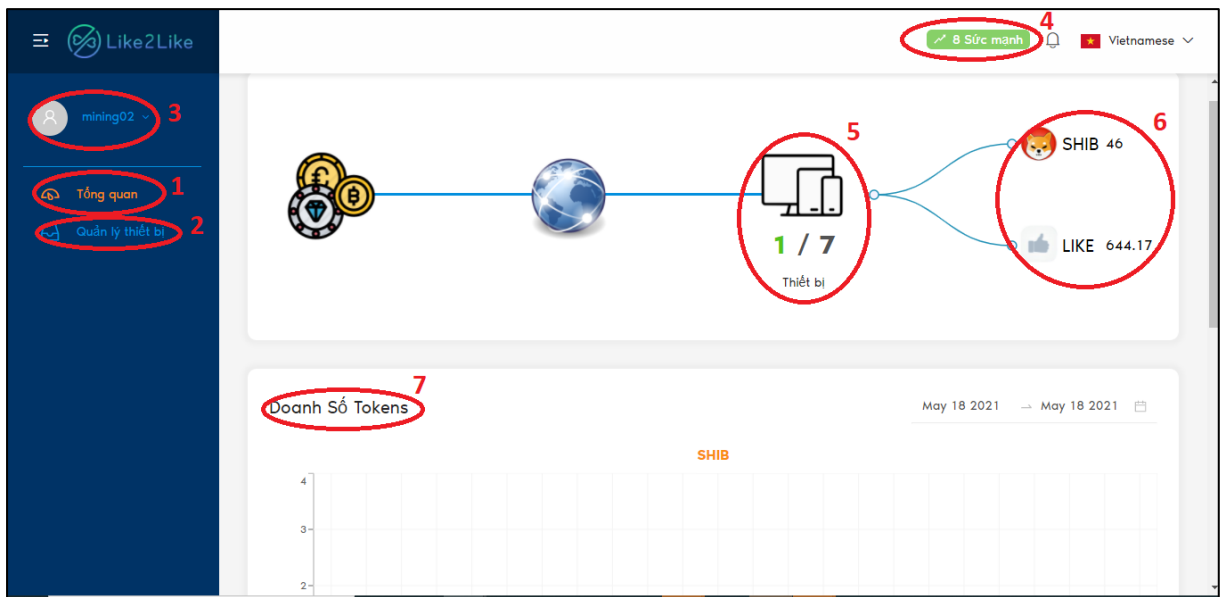 Like2Like
4
8 Sức mạnh
Vietnamese
mining02
3
Tổng quan
1
Quản lý thiết bị
2
5
1 / 7
Thiết bị
6
SHIB 46
LIKE 644.17
7
Doanh Số Tokens
May 18 2021 → May 18 2021
SHIB
4
3
2